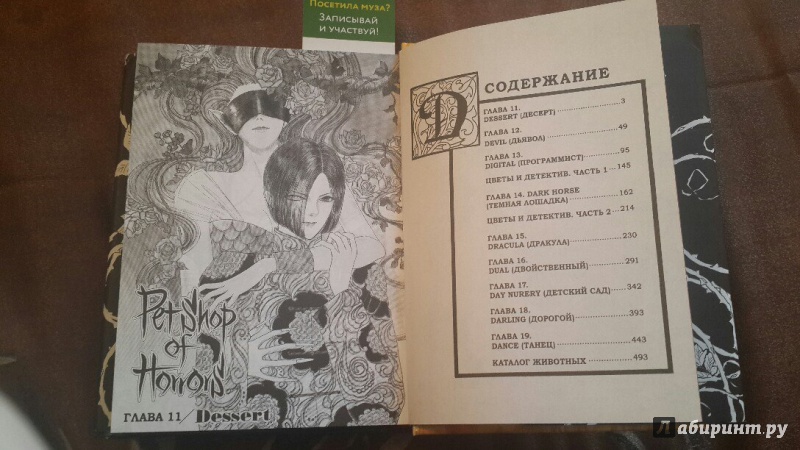 ПОСЕТИЛА МУЗА?
ЗАПИСЫВАЙ
И УЧАСТВУЙ!
Pet Shop
of
Horrors
ГЛАВА 11/Dessert
D
СОДЕРЖАНИЕ
ГЛАВА 11.
DESSERT (ДЕСЕРТ)...3
ГЛАВА 12.
DEVIL (ДЬЯВОЛ)...49
ГЛАВА 13.
DIGITAL (ПРОГРАММИСТ)...95
ЦВЕТЫ И ДЕТЕКТИВ. ЧАСТЬ 1...145
ГЛАВА 14. DARK HORSE
(ТЕМНАЯ ЛОШАДКА)...162
ЦВЕТЫ И ДЕТЕКТИВ. ЧАСТЬ 2...214
ГЛАВА 15.
DRACULA (ДРАКУЛА)...230
ГЛАВА 16.
DUAL (ДВОЙСТВЕННЫЙ)...291
ГЛАВА 17.
DAY NURERY (ДЕТСКИЙ САД)...342
ГЛАВА 18.
DARLING (ДОРОГОЙ)...393
ГЛАВА 19.
DANCE (ТАНЕЦ)...443
КАТАЛОГ ЖИВОТНЫХ...493
Лабиринт.ру